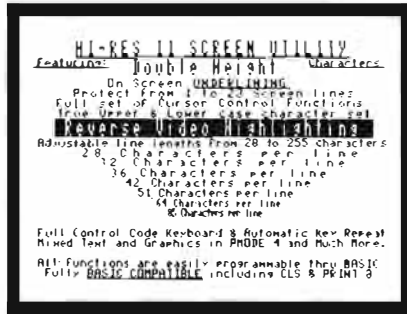 HI-RES II SCREEN UTILITY
Featuring: Double Height Characters
On Screen UNDERLINING
Protect From 1 to 23 Screen lines
Full set of Cursor Control Functions
True Upper & Lower case character set
Reverse Video Highlighting
Adjustable line lengths From 28 to 255 characters
28 Characters per line
32 Characters per line
36 Characters per line
42 Characters per line
51 Characters per line
64 Characters per line
85 Characters per line
Full Control Code Keyboard & Automatic Key Repeat
Mixed Text and Graphics in PMODE 4 and Much More.
All Functions are easily programmable thru BASIC
Fully BASIC COMPATIBLE including CLS & PRINT @